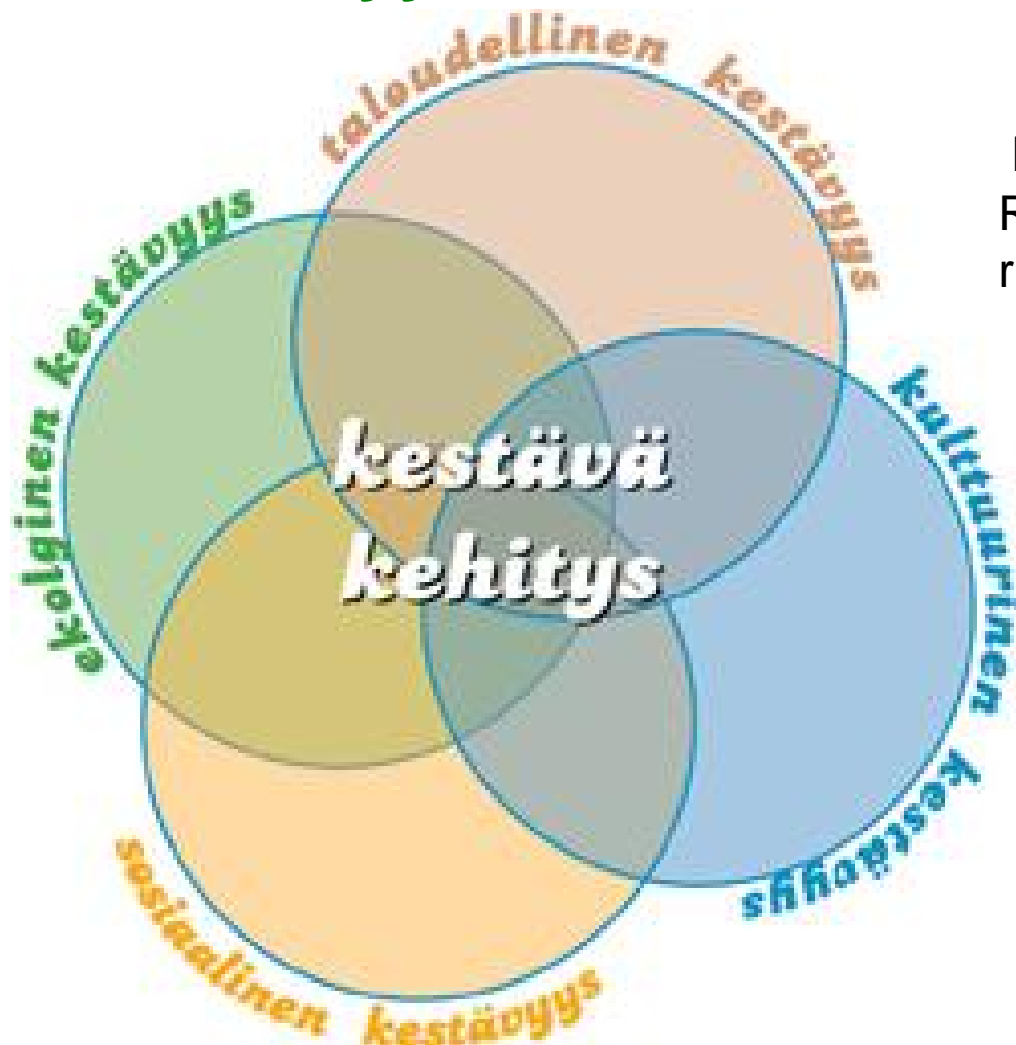 taloudellinen kestävyys
ekolginen kestävyys
kulttuurinen kestävyys
kestävä
kehitys
sosiaalinen kestävyys
R
r